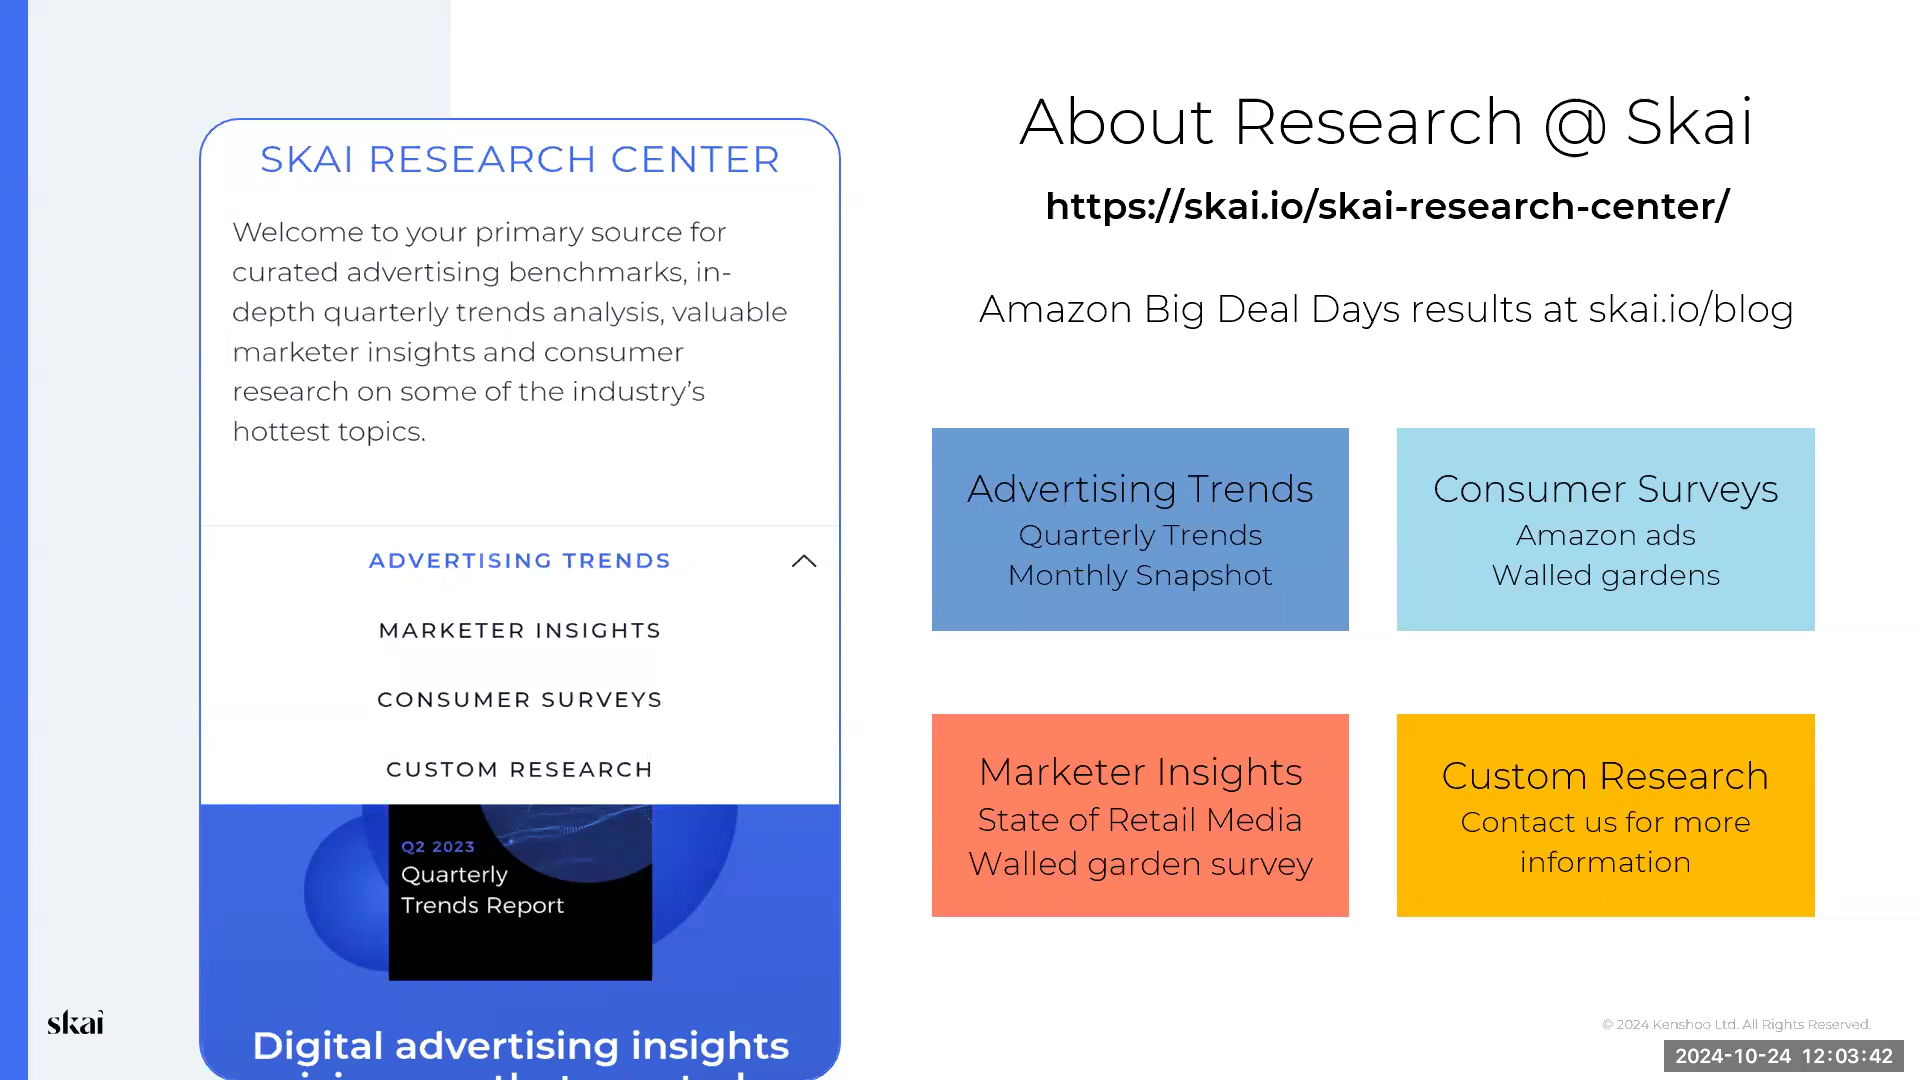 SKAI RESEARCH CENTER
Welcome to your primary source for
curated advertising benchmarks, in-
depth quarterly trends analysis, valuable
marketer insights and consumer
research on some of the industry’s
hottest topics.
ADVERTISING TRENDS
MARKETER INSIGHTS
CONSUMER SURVEYS
CUSTOM RESEARCH
Q2 2023
Quarterly
Trends Report
Digital advertising insights
skai
About Research @ Skai
https://skai.io/skai-research-center/
Amazon Big Deal Days results at skai.io/blog
Advertising Trends
Quarterly Trends
Monthly Snapshot
Consumer Surveys
Amazon ads
Walled gardens
Marketer Insights
State of Retail Media
Walled garden survey
Custom Research
Contact us for more
information
© 2024 Kenshoo Ltd. All Rights Reserved.
2024-10-24 12:03:42